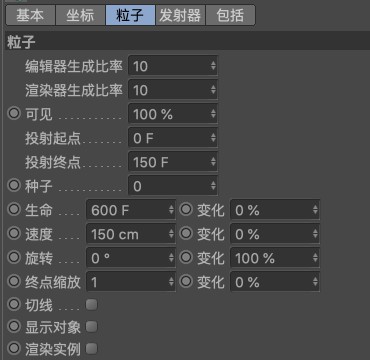 基本 坐标 粒子 发射器 包括
粒子
编辑器生成比率 10
渲染器生成比率 10
可见 . . . . . . . . . . . 100 %
投射起点 . . . . . . . 0 F
投射终点 . . . . . . . 150 F
种子 . . . . . . . . . . . 0
生命 . . . . 600 F 变化 0 %
速度 . . . . 150 cm 变化 0 %
旋转 . . . . 0 ° 变化 100 %
终点缩放 1 变化 0 %
切线 . . . .
显示对象
渲染实例